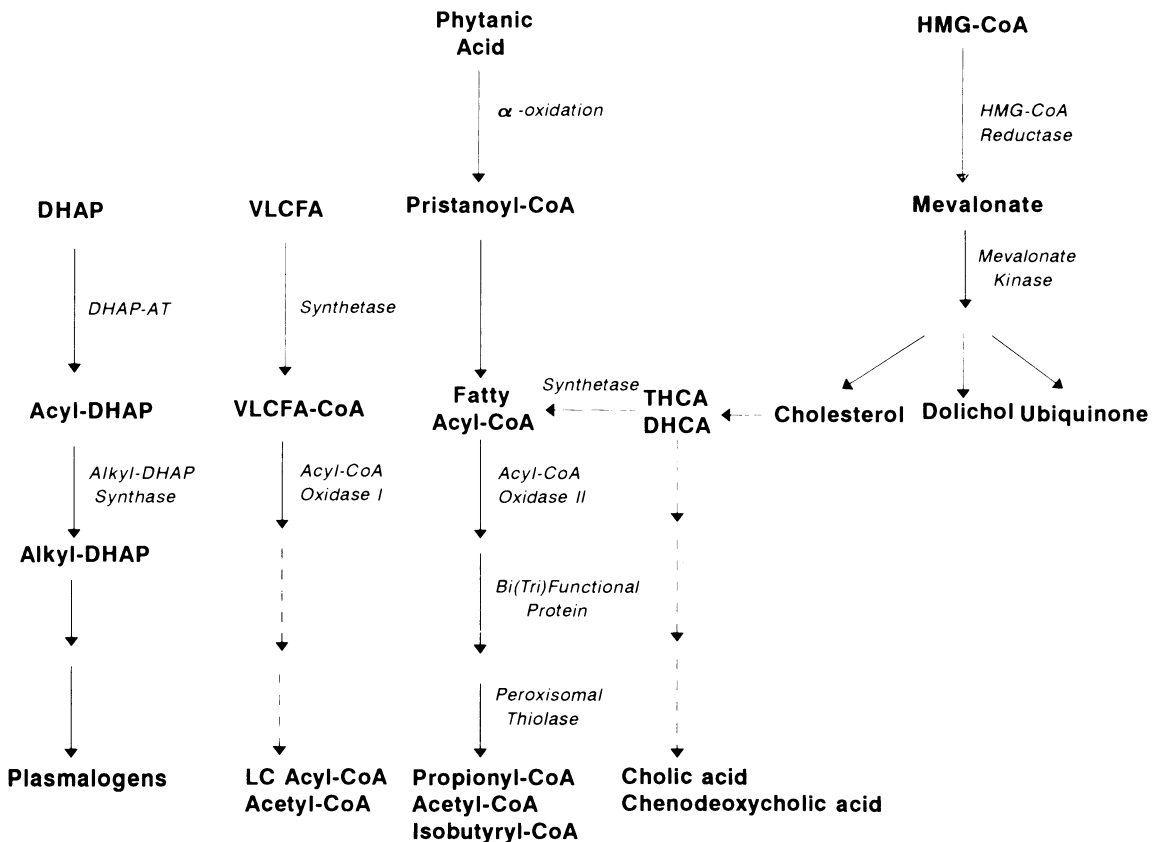 Phytanic
Acid
HMG-CoA
α -oxidation
HMG-CoA
Reductase
DHAP
VLCFA
Pristanoyl-CoA
Mevalonate
Mevalonate
Kinase
DHAP-AT
Synthetase
Acyl-DHAP
VLCFA-CoA
Fatty
Acyl-CoA
Synthetase
THCA
DHCA
Cholesterol
Dolichol
Ubiquinone
Alkyl-DHAP
Synthase
Acyl-CoA
Oxidase I
Acyl-CoA
Oxidase II
Alkyl-DHAP
Bi(Tri)Functional
Protein
Peroxisomal
Thiolase
Plasmalogens
LC Acyl-CoA
Acetyl-CoA
Propionyl-CoA
Acetyl-CoA
Isobutyryl-CoA
Cholic acid
Chenodeoxycholic acid